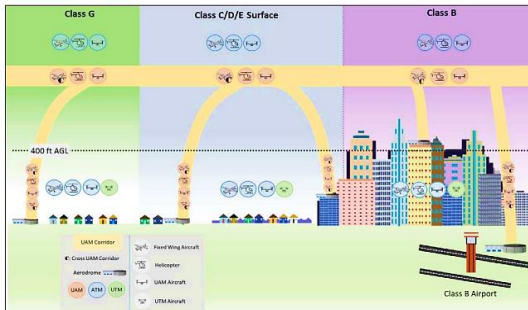 Class G
Class C/D/E Surface
Class B
400 ft AGL
UAM Corridor
Cross UAM Corridor
Aerodrome
UAM
ATM
UTM
Fixed Wing Aircraft
Helicopter
UAM Aircraft
UTM Aircraft
Class B Airport